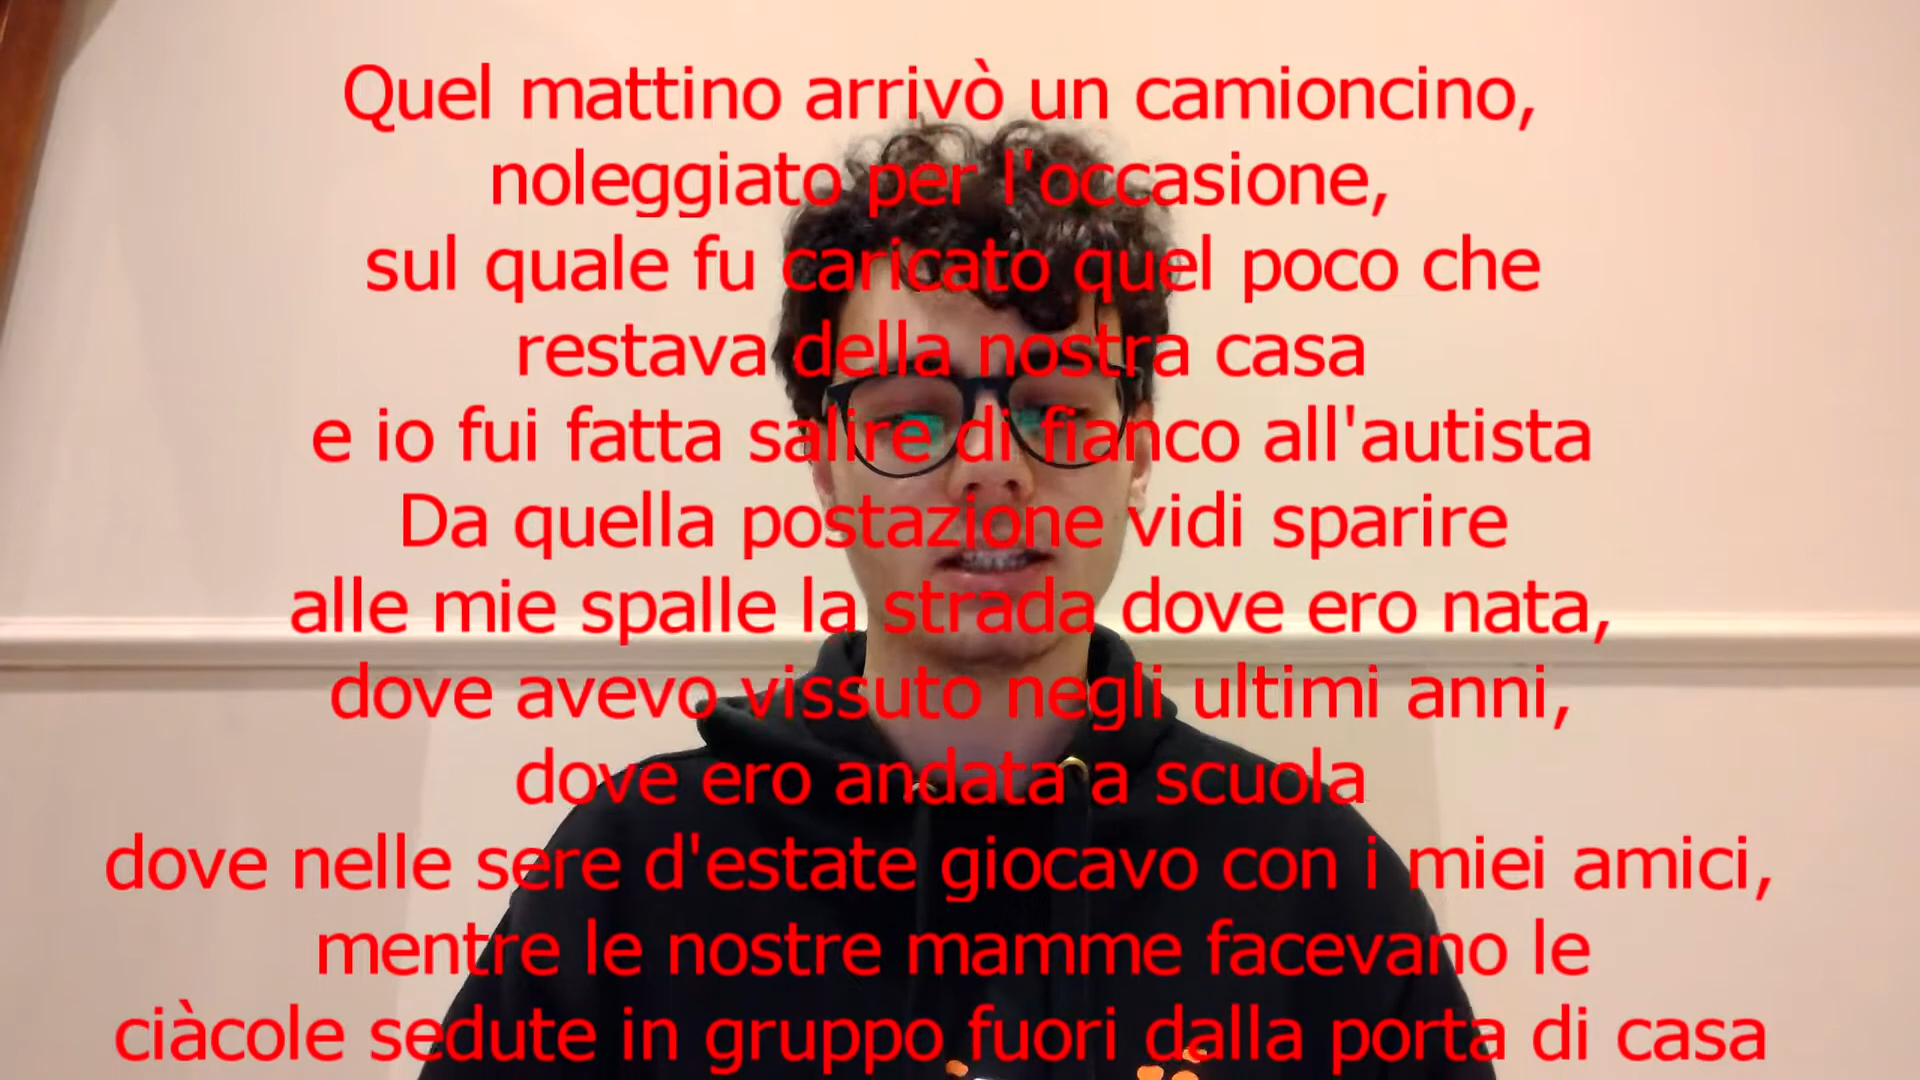 Quel mattino arrivò un camioncino,
noleggiato per l'occasione,
sul quale fu caricato quel poco che
restava della nostra casa
e io fui fatta salire di fianco all'autista
Da quella postazione vidi sparire
alle mie spalle la strada dove ero nata,
dove avevo vissuto negli ultimi anni,
dove ero andata a scuola
dove nelle sere d'estate giocavo con i miei amici,
mentre le nostre mamme facevano le
ciàcole sedute in gruppo fuori dalla porta di casa